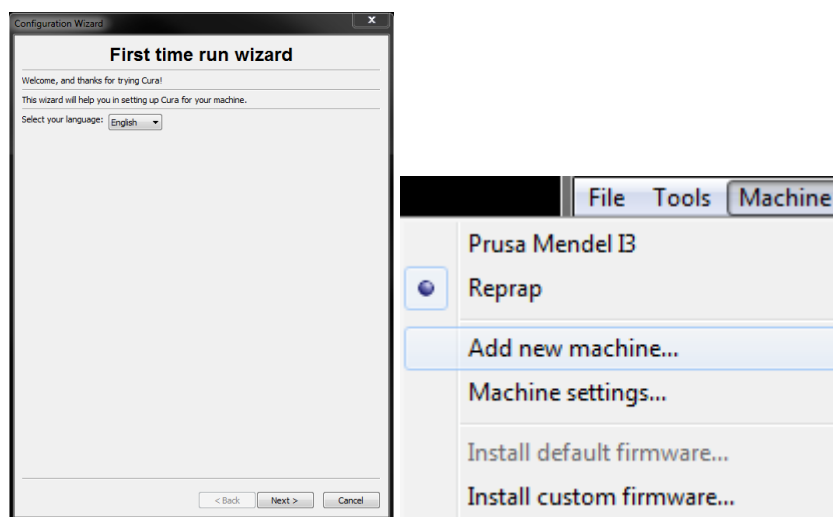 Configuration Wizard
x
First time run wizard
Welcome, and thanks for trying Cura!
This wizard will help you in setting up Cura for your machine.
Select your language: English
< Back Next > Cancel
File Tools Machine
Prusa Mendel I3
Reprap
Add new machine...
Machine settings...
Install default firmware...
Install custom firmware...